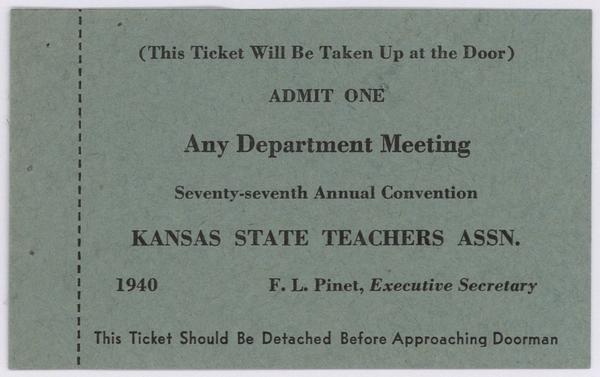 (This Ticket Will Be Taken Up at the Door)
ADMIT ONE
Any Department Meeting
Seventy-seventh Annual Convention
KANSAS STATE TEACHERS ASSN.
1940 F. L. Pinet, Executive Secretary
This Ticket Should Be Detached Before Approaching Doorman